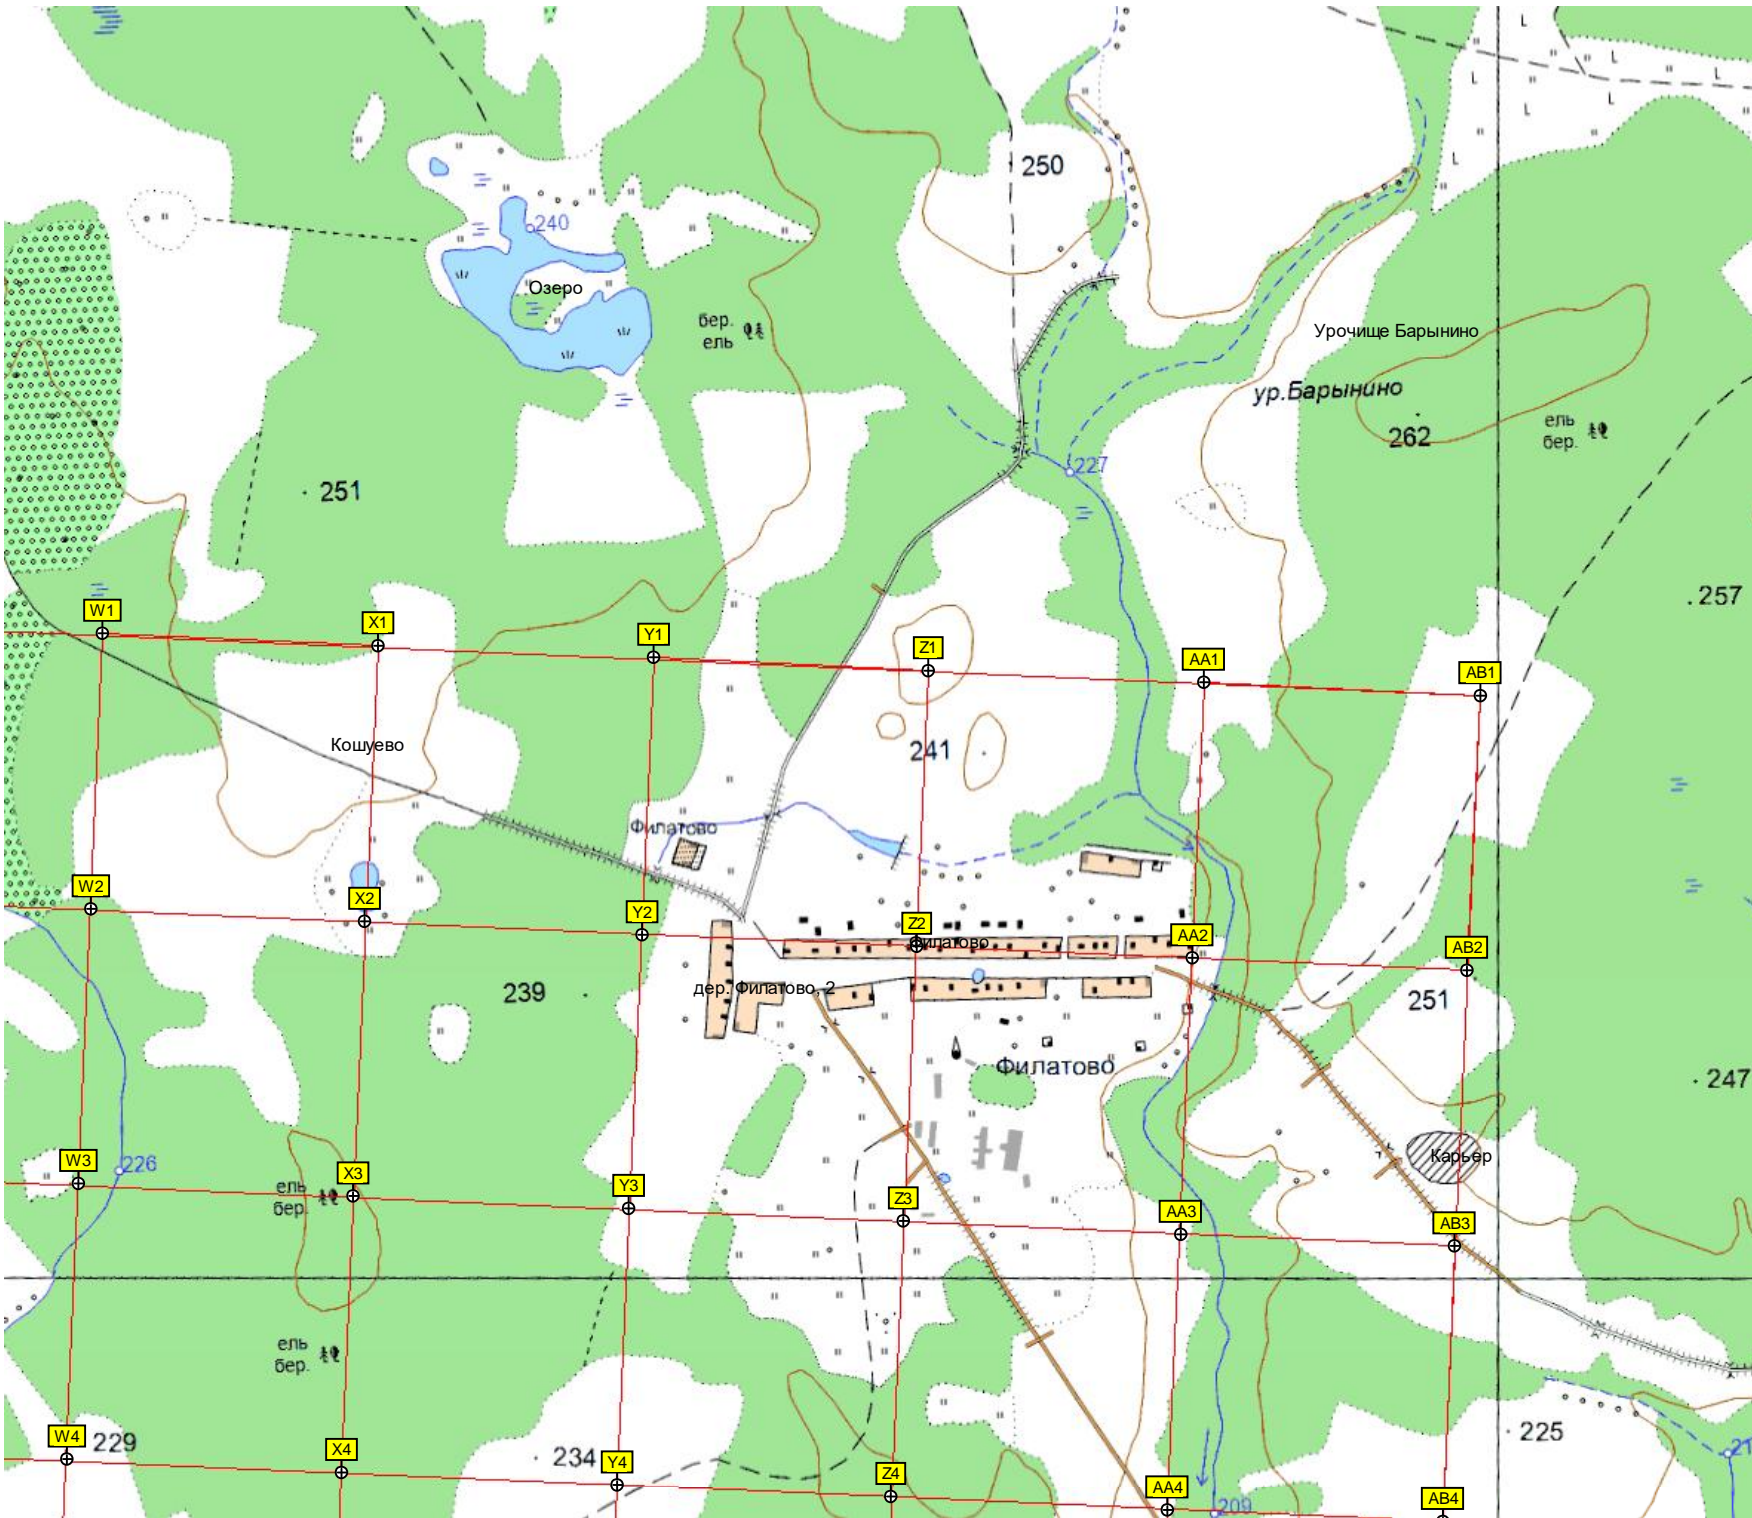 250
240
Озеро
бер.
ель
Урочище Барынино
ур.Барынино
262
ель
бер.
227
251
257
W1
X1
Y1
Z1
AA1
AB1
Кошуево
241
Филатово
W2
X2
Y2
Z2
AA2
AB2
Филатово
дер. Филатово, 2
239
251
Филатово
247
W3
X3
Y3
Z3
AA3
AB3
226
ель
бер.
Карьер
ель
бер.
W4
229
X4
234
Y4
Z4
AA4
AB4
209
225
21